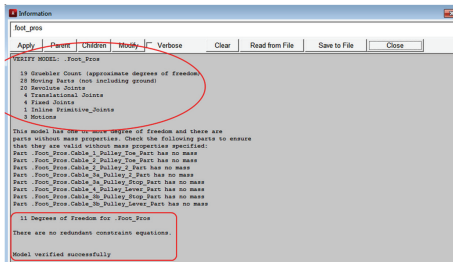 Information
.foot_pros
Apply Parent Children Modify Verbose Clear Read from File Save to File Close
VERIFY MODEL: .Foot_Pros
19 Gruebler Count (approximate degrees of freedom)
28 Moving Parts (not including ground)
20 Revolute Joints
4 Translational Joints
4 Fixed Joints
1 Inline Primitive_Joints
3 Motions
This model has one or more degree of freedom and there are
parts without mass properties. Check the following parts to ensure
that they are valid without mass properties specified:
Part .Foot_Pros.Cable_1_Pulley_Toe_Part has no mass
Part .Foot_Pros.Cable_2_Pulley_Toe_Part has no mass
Part .Foot_Pros.Cable_2_Pulley_2_Part has no mass
Part .Foot_Pros.Cable_3a_Pulley_2_Part has no mass
Part .Foot_Pros.Cable_3a_Pulley_Stop_Part has no mass
Part .Foot_Pros.Cable_4_Pulley_Lever_Part has no mass
Part .Foot_Pros.Cable_3b_Pulley_Stop_Part has no mass
Part .Foot_Pros.Cable_3b_Pulley_Lever_Part has no mass
11 Degrees of Freedom for .Foot_Pros
There are no redundant constraint equations.
Model verified successfully